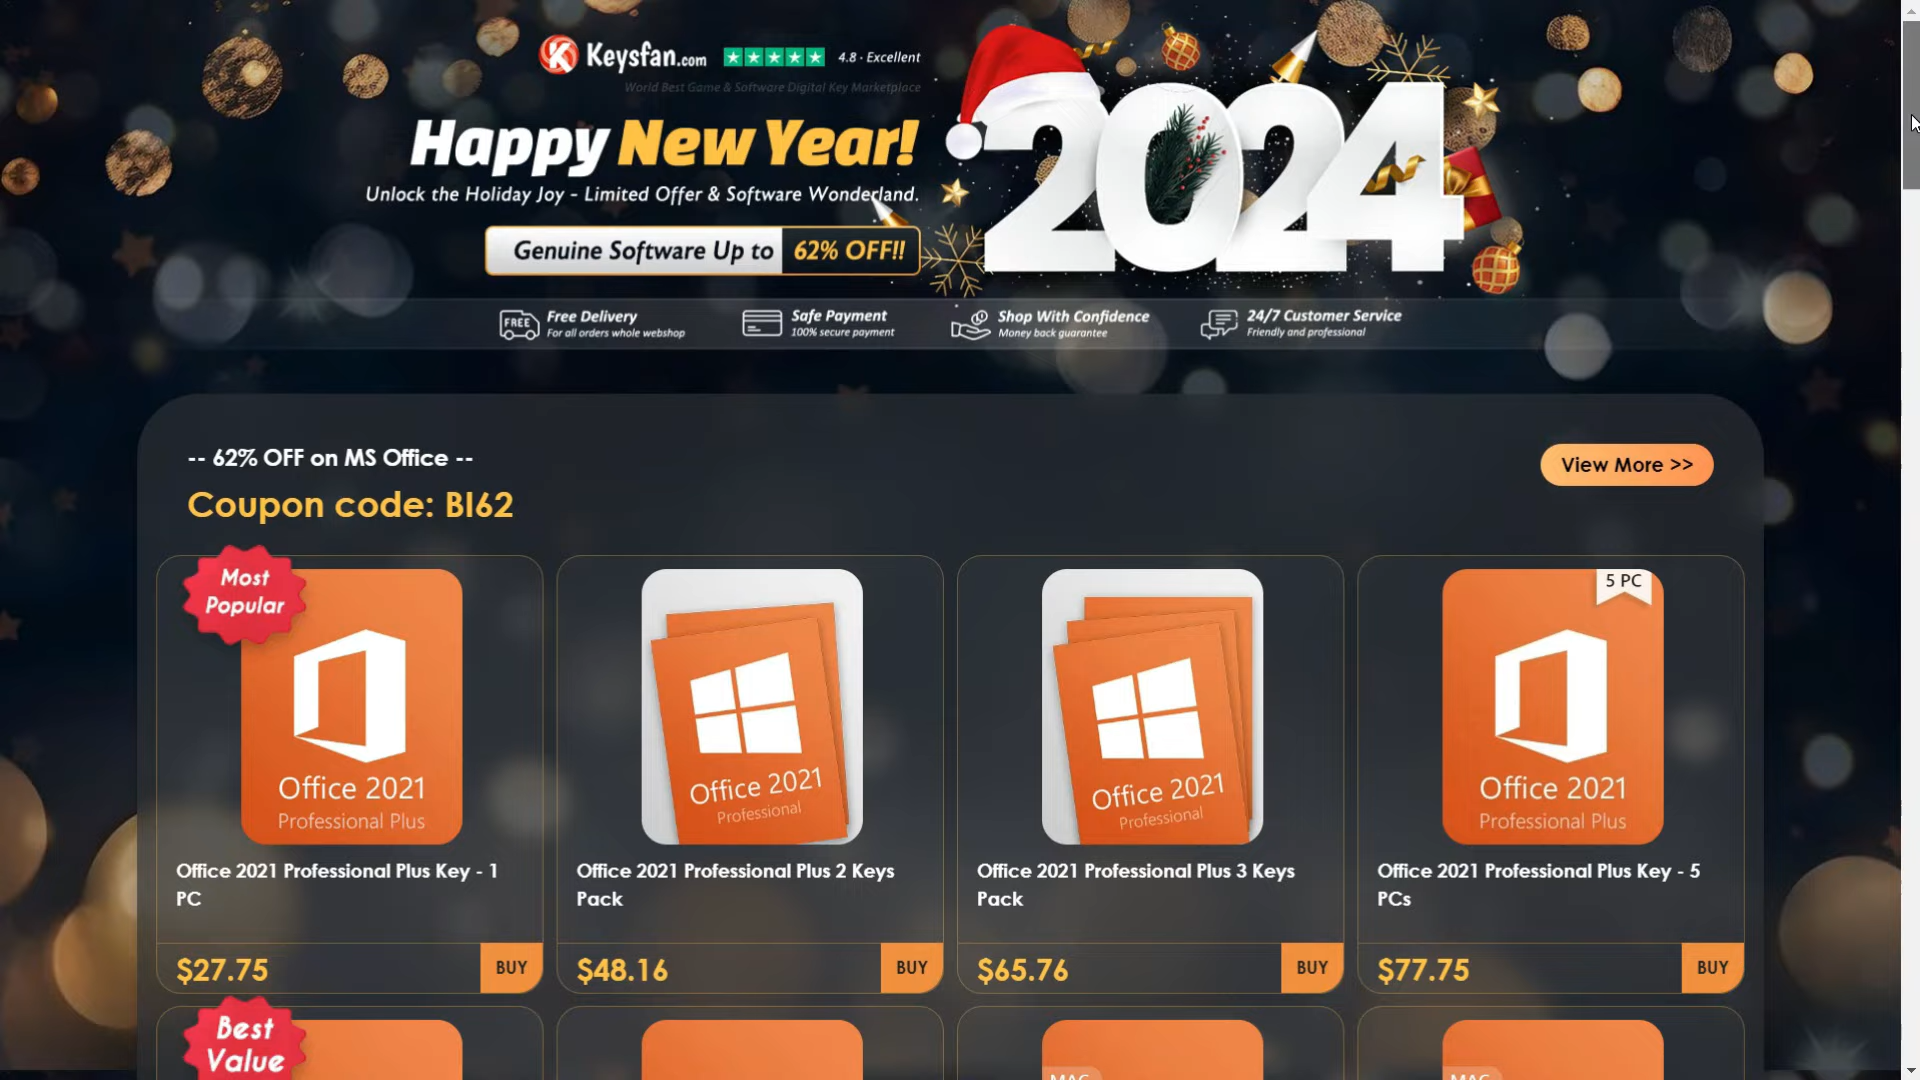 Keysfan.com
4.8 · Excellent
World Best Game & Software Digital Key Marketplace
Happy New Year!
2024
Unlock the Holiday Joy - Limited Offer & Software Wonderland.
Genuine Software Up to 62% OFF!!
FREE
Free Delivery
For all orders whole webshop
Safe Payment
100% secure payment
Shop With Confidence
Money back guarantee
24/7 Customer Service
Friendly and professional
-- 62% OFF on MS Office --
View More >>
Coupon code: BI62
Most
Popular
Office 2021
Professional Plus
Office 2021
Professional
Office 2021
Professional
5 PC
Office 2021
Professional Plus
Office 2021 Professional Plus Key - 1
PC
Office 2021 Professional Plus 2 Keys
Pack
Office 2021 Professional Plus 3 Keys
Pack
Office 2021 Professional Plus Key - 5
PCs
$27.75
BUY
$48.16
BUY
$65.76
BUY
$77.75
BUY
Best
Value
MAC
MAC